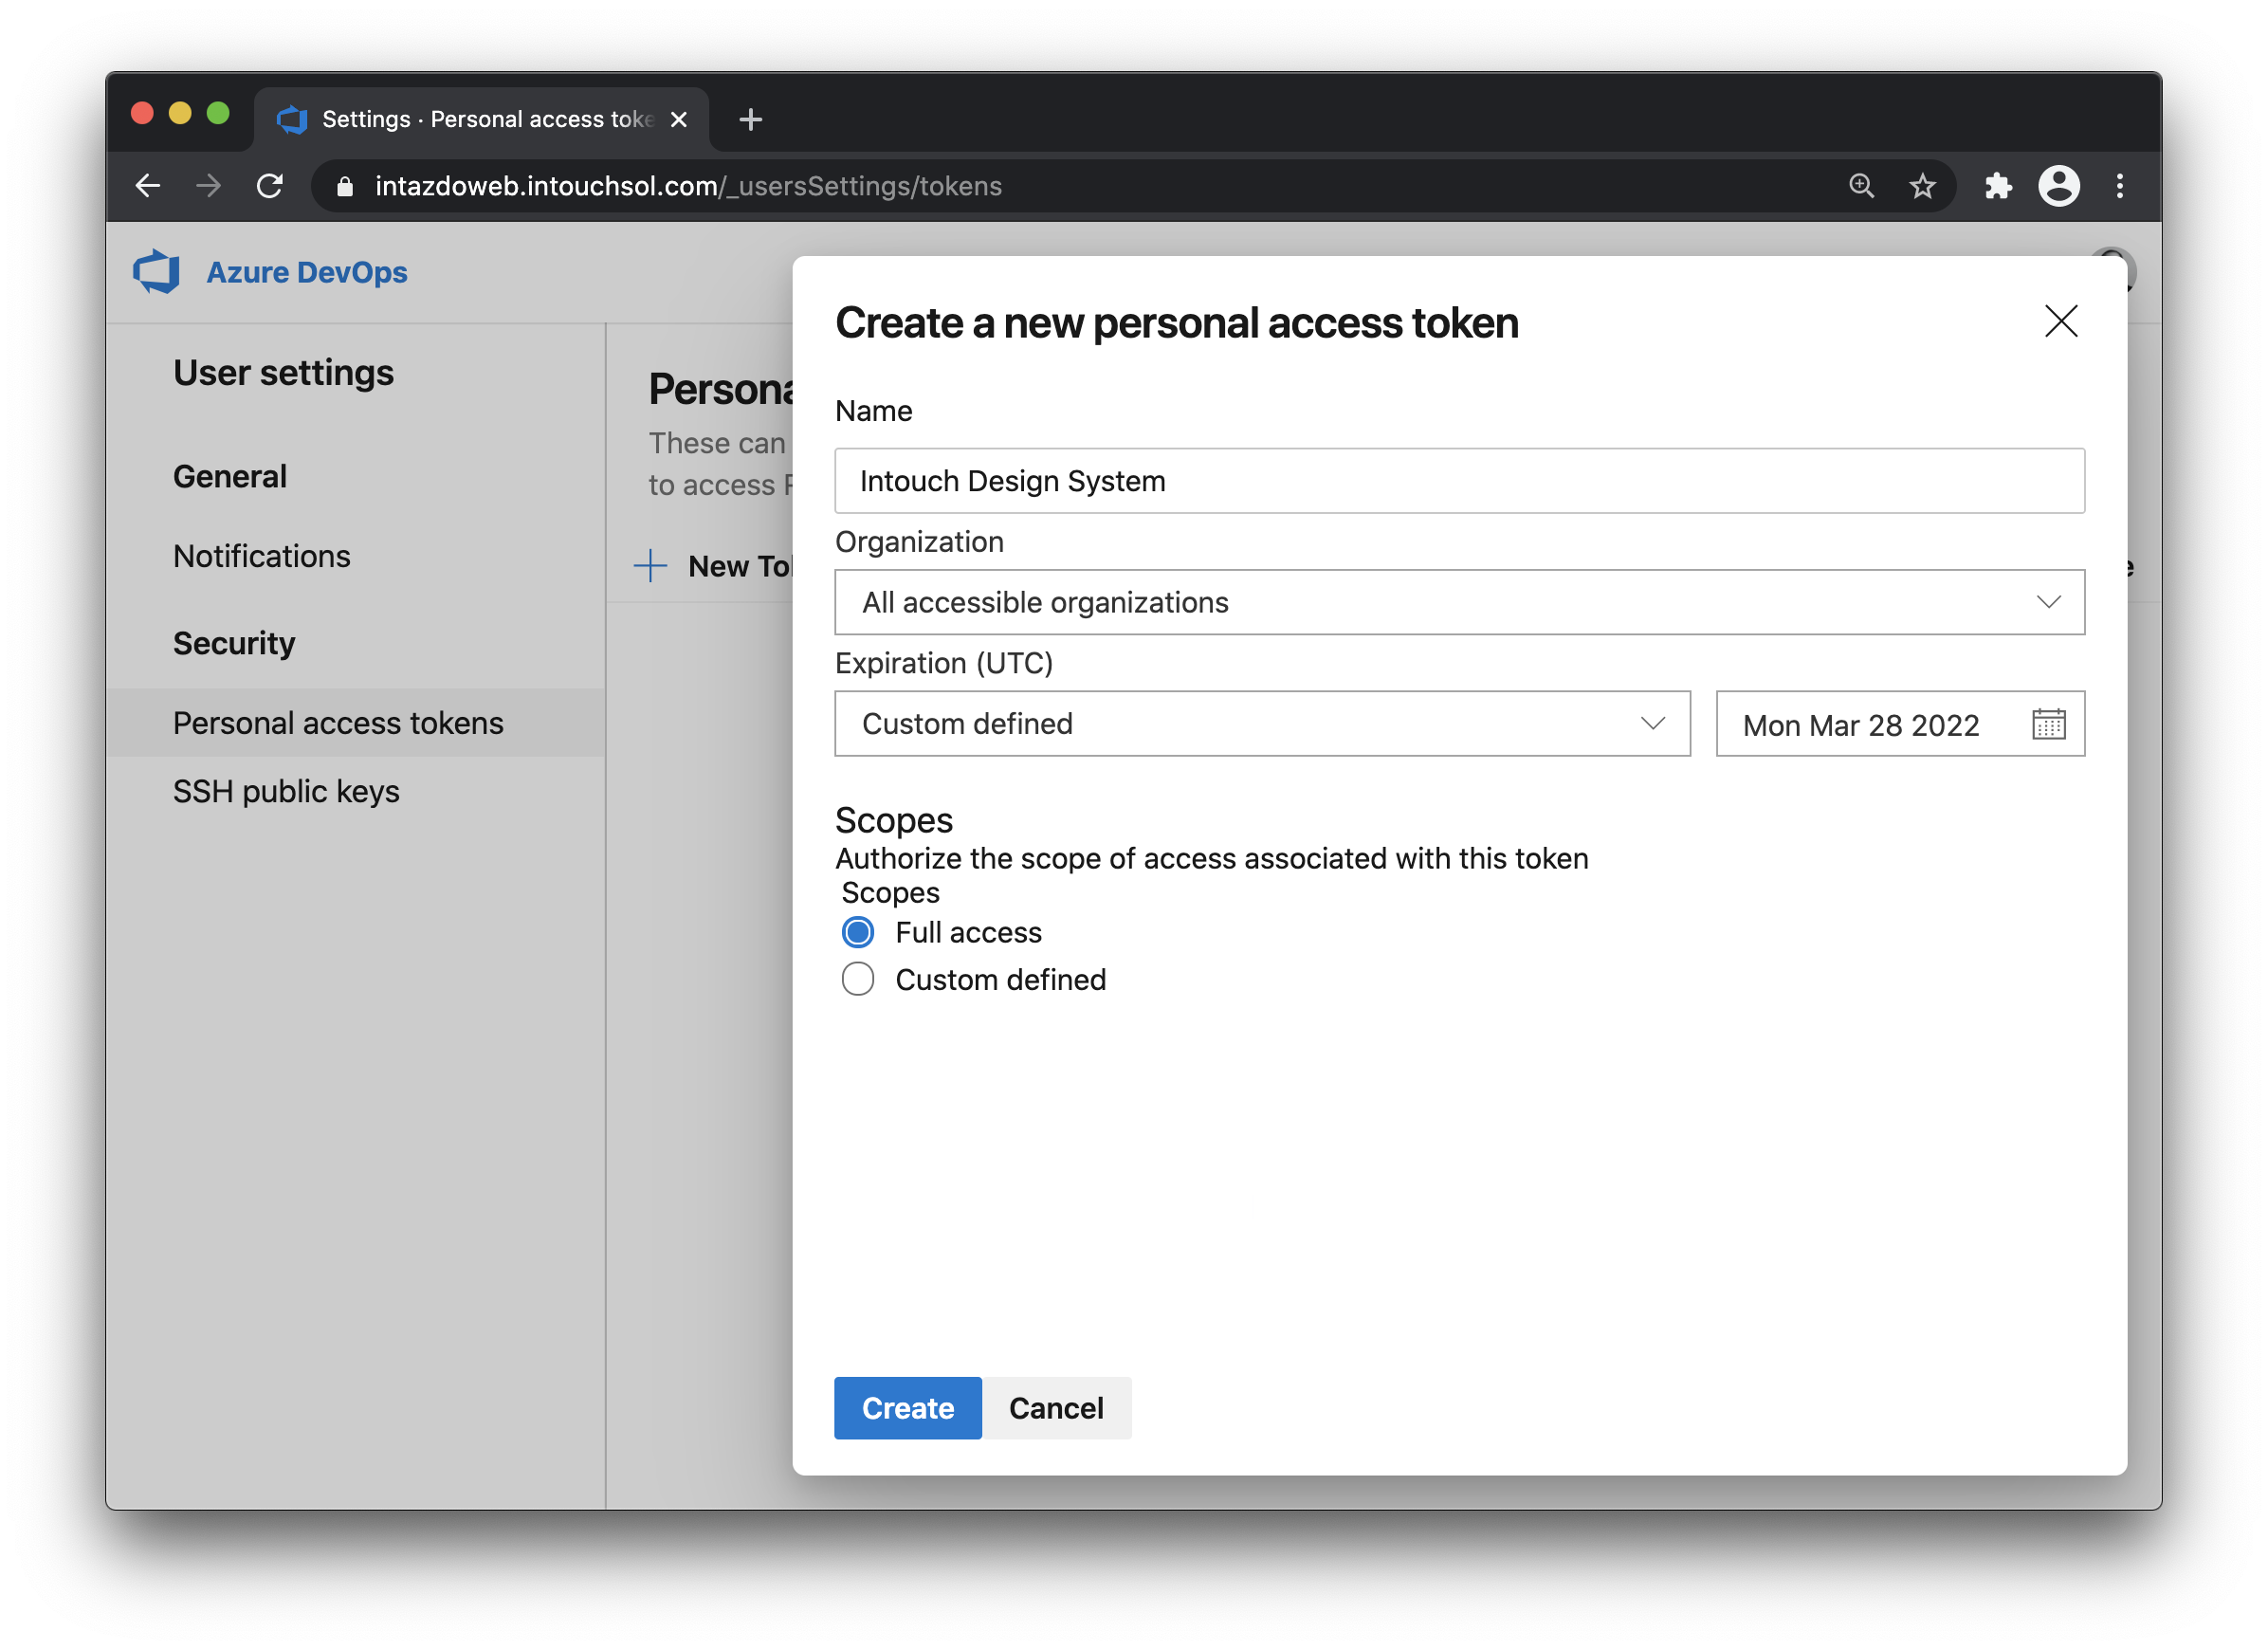 Settings · Personal access toke
intazdoweb.intouchsol.com/_usersSettings/tokens
Azure DevOps
User settings
General
Notifications
Security
Personal access tokens
SSH public keys
Persona
These can
to access
New To
Create a new personal access token
Name
Intouch Design System
Organization
All accessible organizations
Expiration (UTC)
Custom defined
Mon Mar 28 2022
Scopes
Authorize the scope of access associated with this token
Scopes
Full access
Custom defined
Create
Cancel